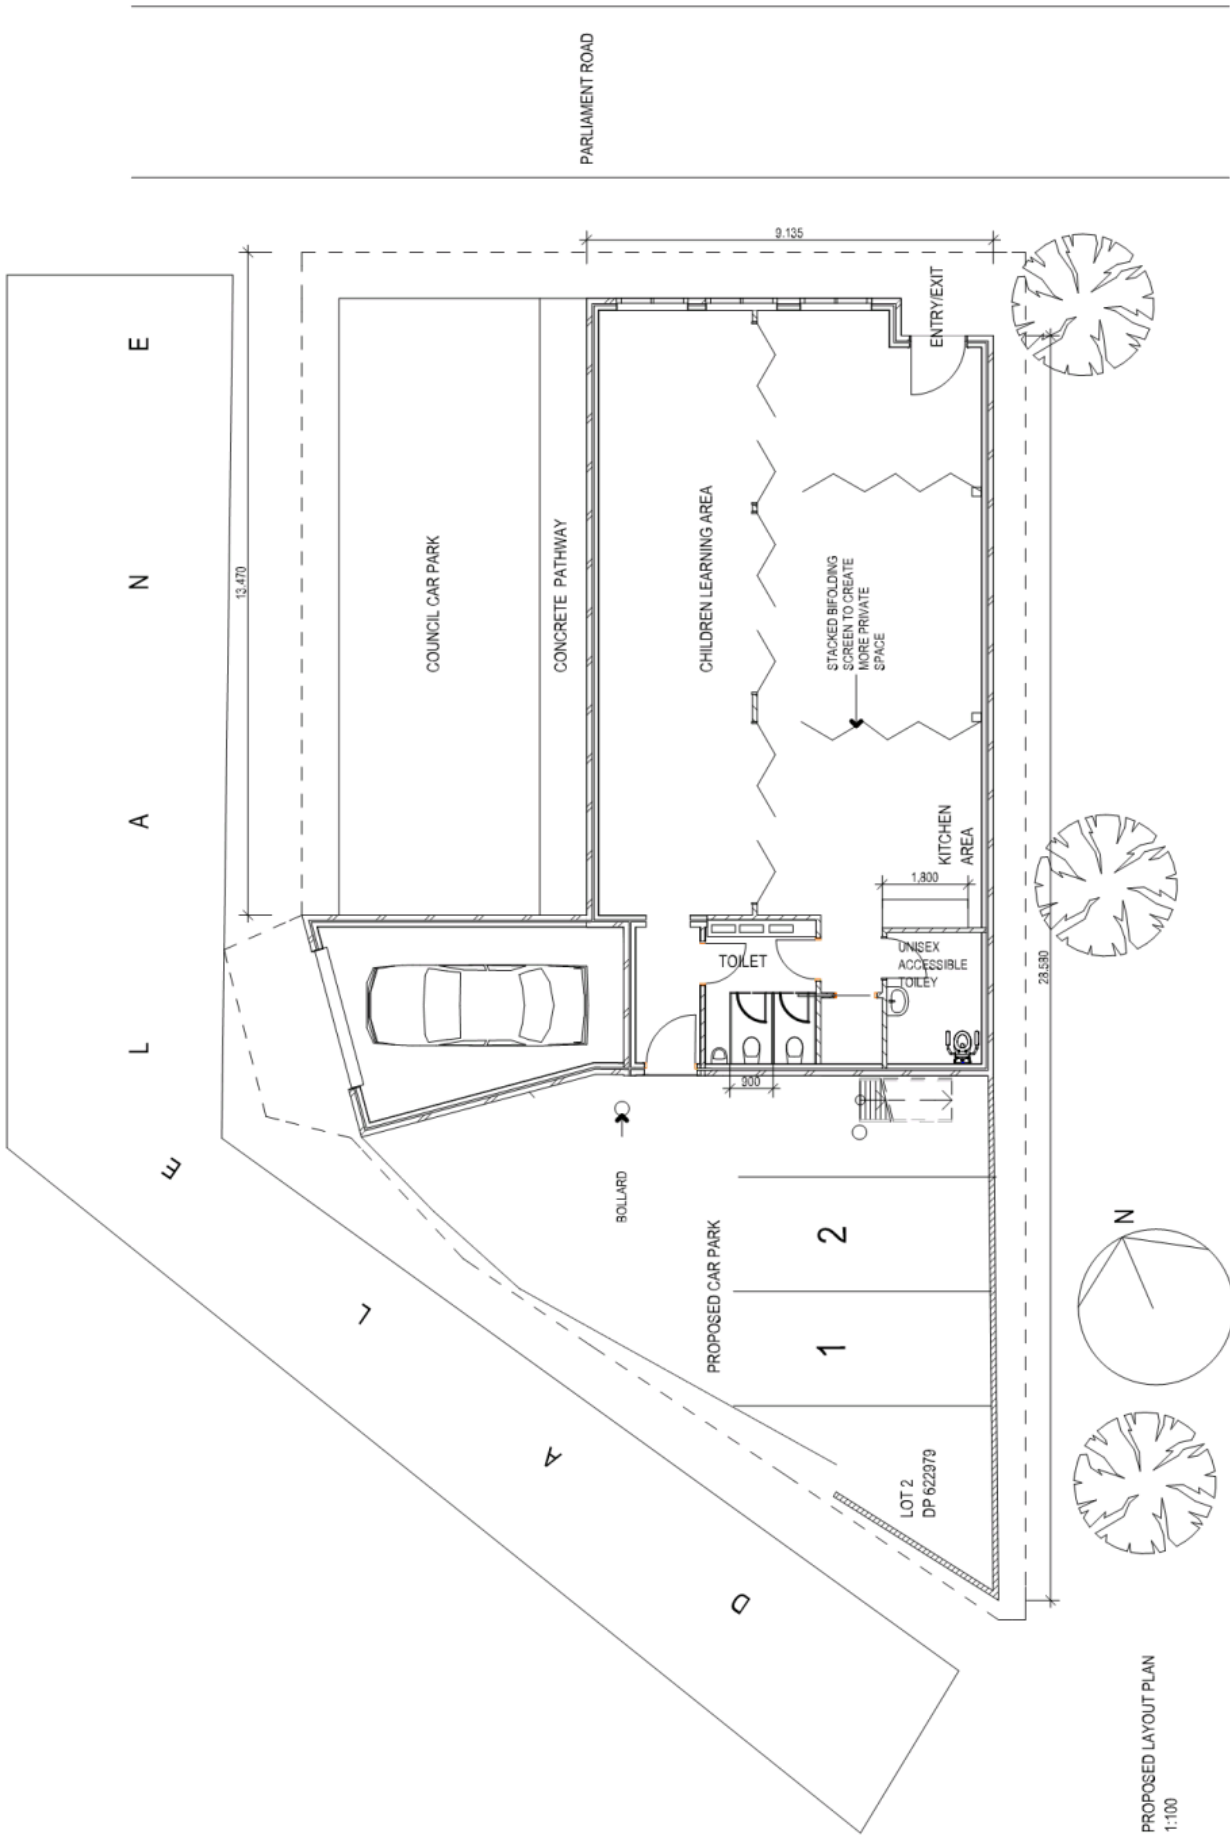 PARLIAMENT ROAD
9.135
E
N
A
L
13.470
COUNCIL CAR PARK
CONCRETE PATHWAY
CHILDREN LEARNING AREA
ENTRY/EXIT
STACKED BIFOLDING
SCREEN TO CREATE
MORE PRIVATE
SPACE
KITCHEN
AREA
1,800
TOILET
UNISEX
ACCESSIBLE
TOILEY
900
BOLLARD
PROPOSED CAR PARK
2
1
LOT 2
DP 622979
E
L
A
D
N
PROPOSED LAYOUT PLAN
1:100